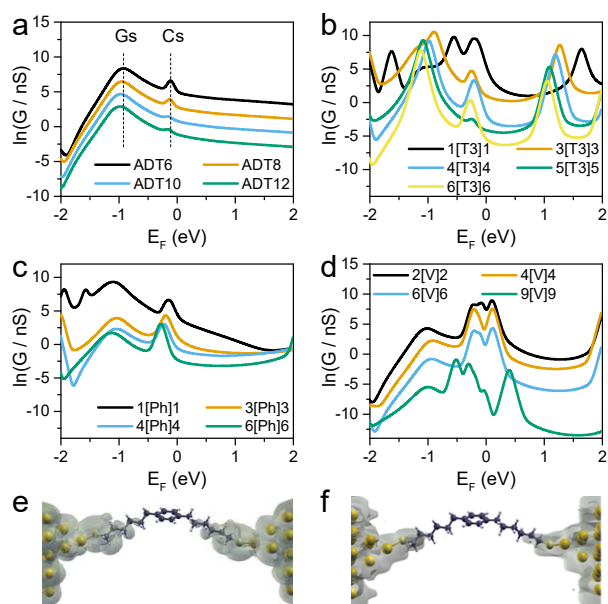 a
Gs Cs
ln(G / nS)
15
10
5
0
-5
-10
ADT6 ADT8
ADT10 ADT12
-2 -1 0 1 2
E_F (eV)
b
ln(G / nS)
15
10
5
0
-5
-10
1[T3]1 3[T3]3
4[T3]4 5[T3]5
6[T3]6
-2 -1 0 1 2
E_F (eV)
c
ln(G / nS)
10
5
0
-5
-10
1[Ph]1 3[Ph]3
4[Ph]4 6[Ph]6
-2 -1 0 1 2
E_F (eV)
d
ln(G / nS)
15
10
5
0
-5
-10
2[V]2 4[V]4
6[V]6 9[V]9
-2 -1 0 1 2
E_F (eV)
e
f